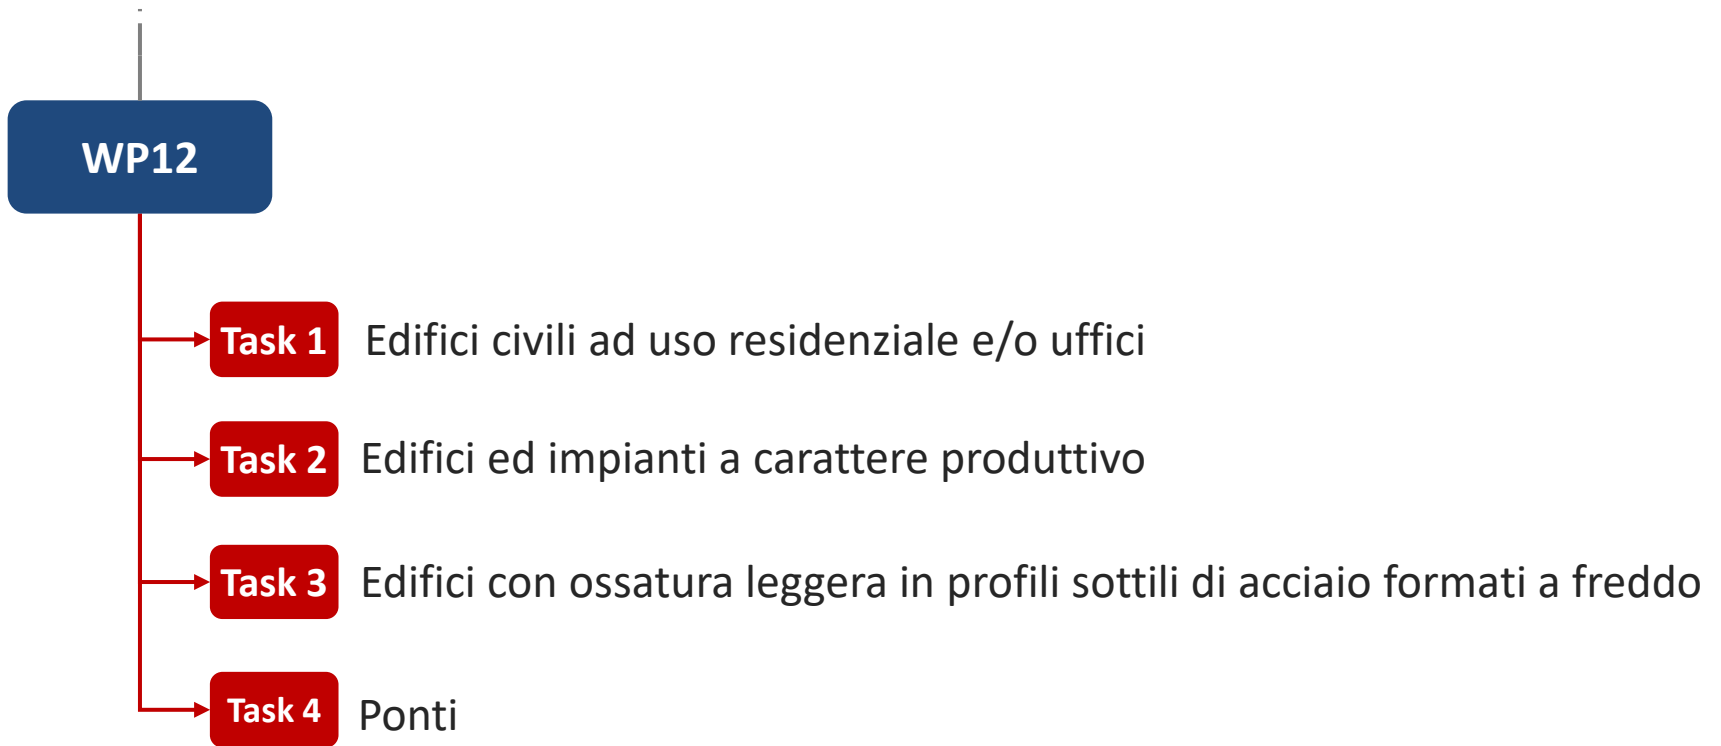 WP12
Task 1 Edifici civili ad uso residenziale e/o uffici
Task 2 Edifici ed impianti a carattere produttivo
Task 3 Edifici con ossatura leggera in profili sottili di acciaio formati a freddo
Task 4 Ponti